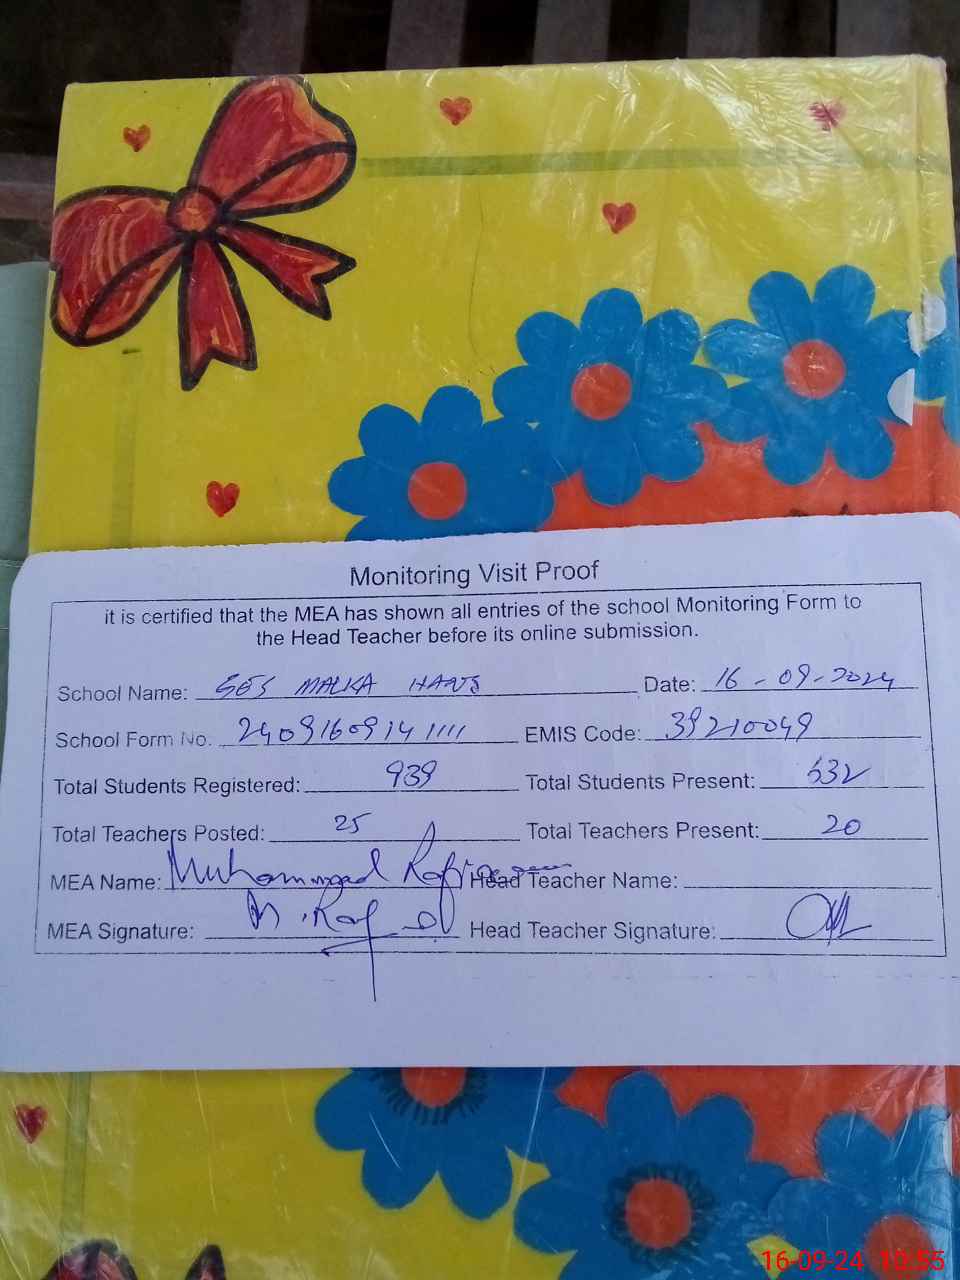 Monitoring Visit Proof
it is certified that the MEA has shown all entries of the school Monitoring Form to
the Head Teacher before its online submission.
School Name: GES MALKA HANS Date: 16-09-2024
School Form No. 24091609141111 EMIS Code: 39210049
Total Students Registered: 939 Total Students Present: 632
Total Teachers Posted: 25 Total Teachers Present: 20
MEA Name: Muhammad Head Teacher Name:
MEA Signature: Head Teacher Signature:
16-09-24 10:55